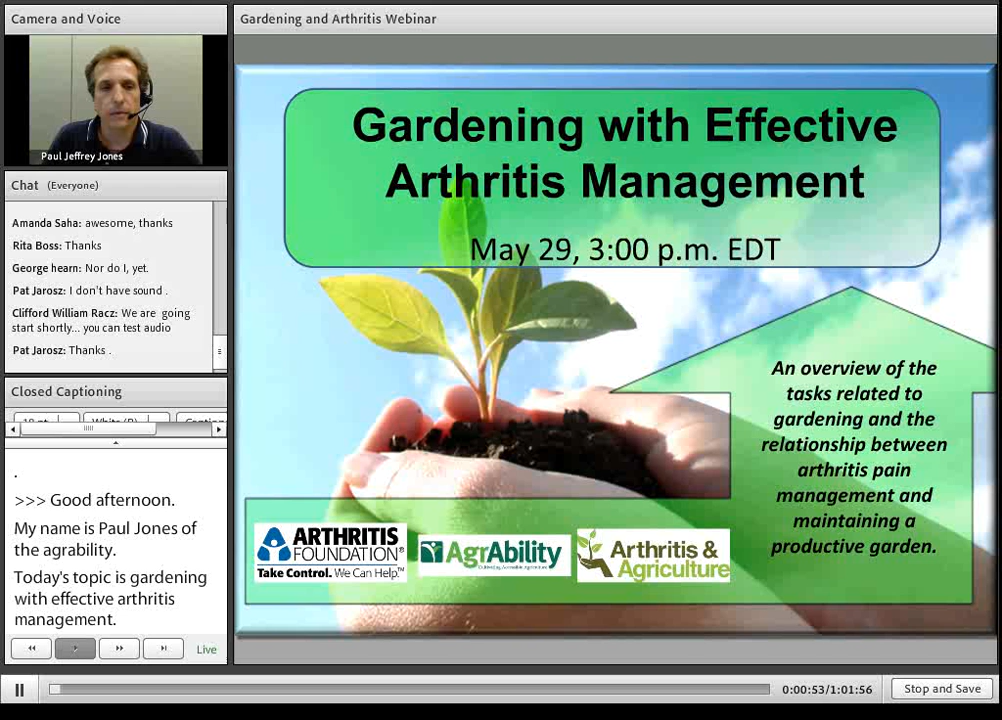 Camera and Voice
Paul Jeffrey Jones
Chat (Everyone)
Amanda Saha: awesome, thanks
Rita Boss: Thanks
George hearn: Nor do I, yet.
Pat Jarosz: I don't have sound .
Clifford William Racz: We are going
start shortly... you can test audio
Pat Jarosz: Thanks .
Closed Captioning
.
>>> Good afternoon.
My name is Paul Jones of
the agrability.
Today's topic is gardening
with effective arthritis
management.
Live
Gardening and Arthritis Webinar
Gardening with Effective
Arthritis Management
May 29, 3:00 p.m. EDT
An overview of the
tasks related to
gardening and the
relationship between
arthritis pain
management and
maintaining a
productive garden.
ARTHRITIS
FOUNDATION®
Take Control. We Can Help.™
AgrAbility
Arthritis &
Agriculture
0:00:53/1:01:56
Stop and Save